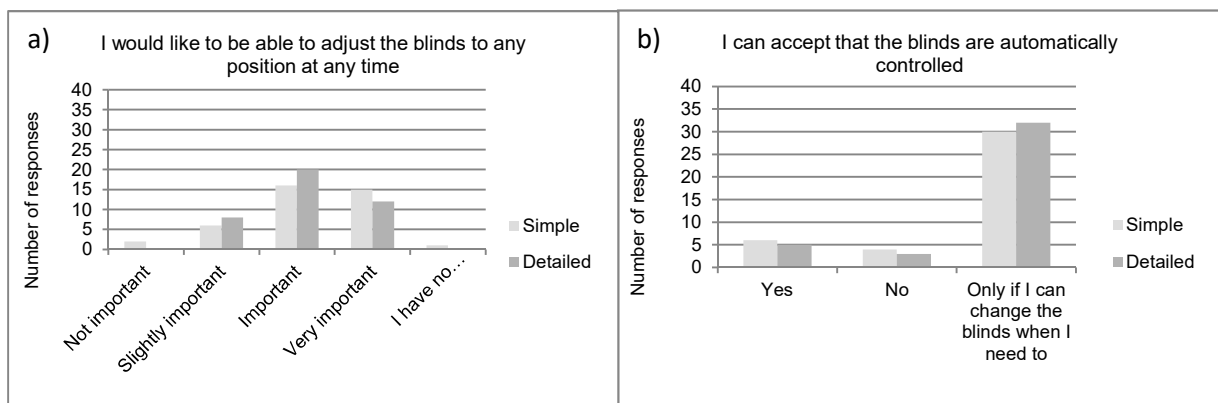 a)
I would like to be able to adjust the blinds to any
position at any time
Number of responses
40
35
30
25
20
15
10
5
0
Not important
Slightly important
Important
Very important
I have no…
Simple
Detailed
b)
I can accept that the blinds are automatically
controlled
Number of responses
40
35
30
25
20
15
10
5
0
Yes
No
Only if I can
change the
blinds when I
need to
Simple
Detailed